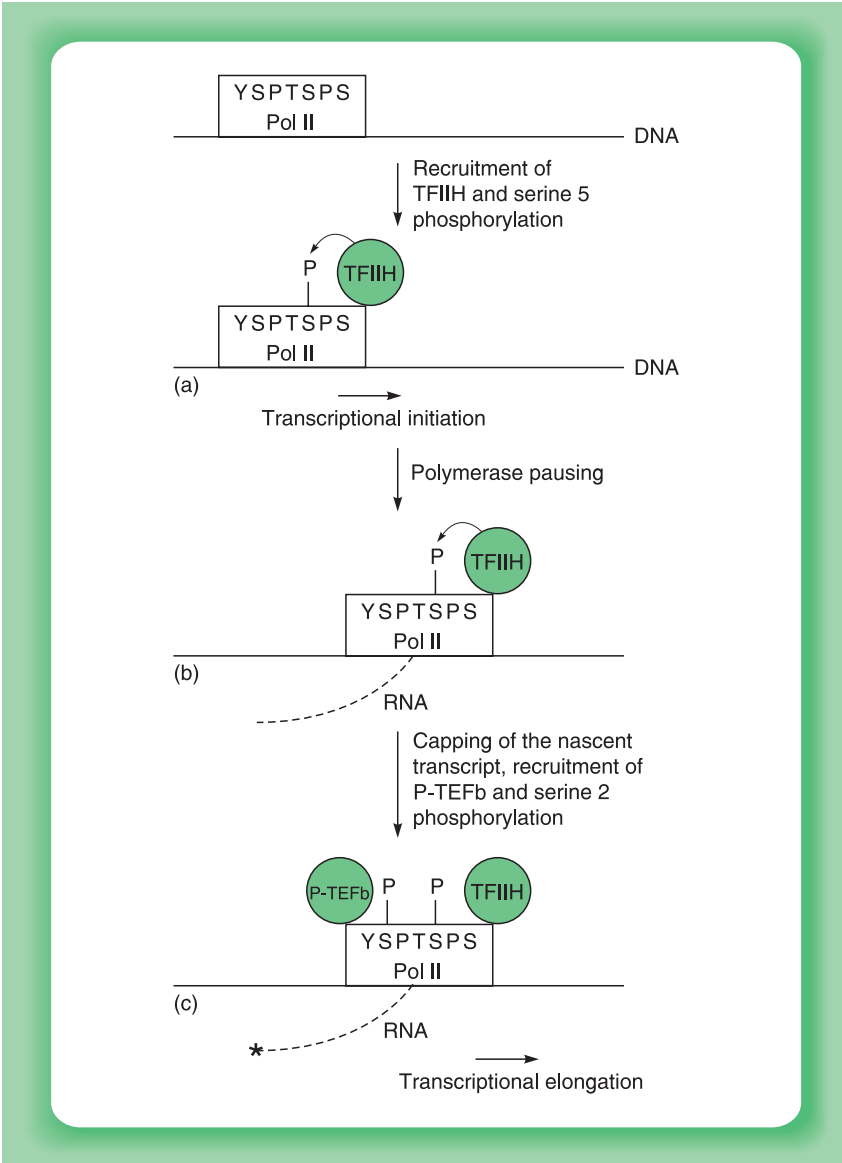 YSPTSPS
Pol II
DNA
Recruitment of
TFIIH and serine 5
phosphorylation
P
TFIIH
YSPTSPS
Pol II
DNA
(a)
Transcriptional initiation
Polymerase pausing
P
TFIIH
YSPTSPS
Pol II
(b)
RNA
Capping of the nascent
transcript, recruitment of
P-TEFb and serine 2
phosphorylation
P-TEFb
P
P
TFIIH
YSPTSPS
Pol II
(c)
RNA
*
Transcriptional elongation